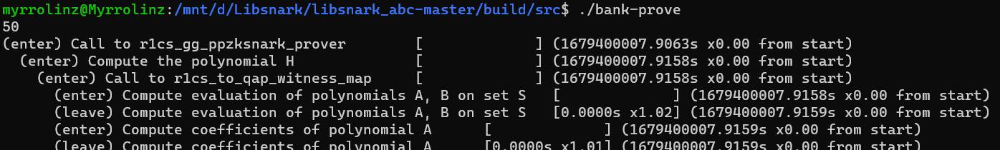 myrrolinz@Myrrolinz:/mnt/d/Libsnark/libsnark_abc-master/build/src$ ./bank-prove
50
(enter) Call to r1cs_gg_ppzksnark_prover [ ] (1679400007.9063s x0.00 from start)
(enter) Compute the polynomial H [ ] (1679400007.9158s x0.00 from start)
(enter) Call to r1cs_to_qap_witness_map [ ] (1679400007.9158s x0.00 from start)
(enter) Compute evaluation of polynomials A, B on set S [ ] (1679400007.9158s x0.00 from start)
(leave) Compute evaluation of polynomials A, B on set S [0.0000s x1.02] (1679400007.9159s x0.00 from start)
(enter) Compute coefficients of polynomial A [ ] (1679400007.9159s x0.00 from start)
(leave) Compute coefficients of polynomial A [0.0000s x1.01] (1679400007.9159s x0.00 from start)